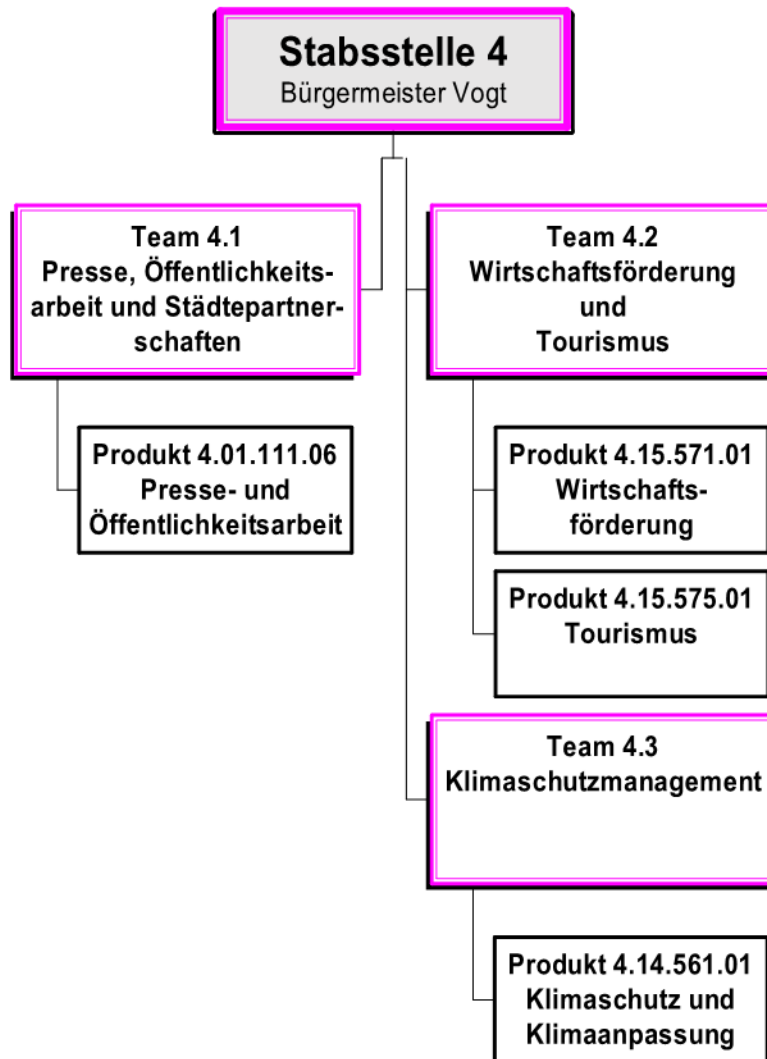 Stabsstelle 4
Bürgermeister Vogt
Team 4.1
Presse, Öffentlichkeits-
arbeit und Städtepartner-
schaften
Produkt 4.01.111.06
Presse- und
Öffentlichkeitsarbeit
Team 4.2
Wirtschaftsförderung
und
Tourismus
Produkt 4.15.571.01
Wirtschafts-
förderung
Produkt 4.15.575.01
Tourismus
Team 4.3
Klimaschutzmanagement
Produkt 4.14.561.01
Klimaschutz und
Klimaanpassung